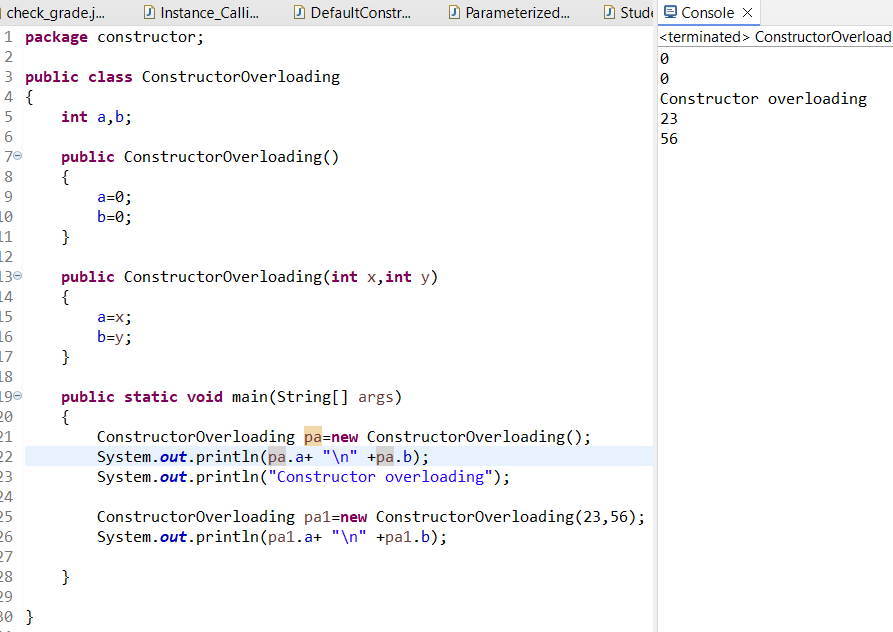 check_grade.j... Instance_Calli... DefaultConstr... Parameterized... Stude Console
1 package constructor;
2
3 public class ConstructorOverloading
4 {
5 int a,b;
6
7 public ConstructorOverloading()
8 {
9 a=0;
10 b=0;
11 }
12
13 public ConstructorOverloading(int x,int y)
14 {
15 a=x;
16 b=y;
17 }
18
19 public static void main(String[] args)
20 {
21 ConstructorOverloading pa=new ConstructorOverloading();
22 System.out.println(pa.a+ "\n" +pa.b);
23 System.out.println("Constructor overloading");
24
25 ConstructorOverloading pa1=new ConstructorOverloading(23,56);
26 System.out.println(pa1.a+ "\n" +pa1.b);
27
28 }
29
30 }
<terminated> ConstructorOverload
0
0
Constructor overloading
23
56